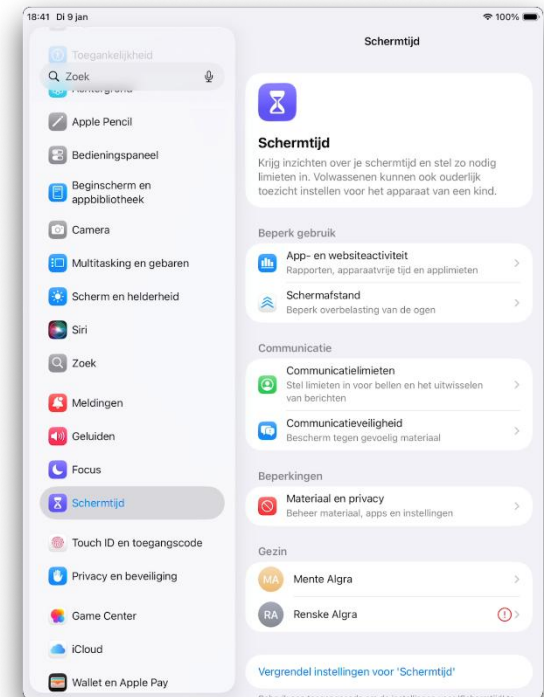 18:41 Di 9 jan
100%
Toegankelijkheid
Zoek
Achtergrond
Apple Pencil
Bedieningspaneel
Beginscherm en
appbibliotheek
Camera
Multitasking en gebaren
Scherm en helderheid
Siri
Zoek
Meldingen
Geluiden
Focus
Schermtijd
Touch ID en toegangscode
Privacy en beveiliging
Game Center
iCloud
Wallet en Apple Pay
Schermtijd
Schermtijd
Krijg inzichten over je schermtijd en stel zo nodig
limieten in. Volwassenen kunnen ook ouderlijk
toezicht instellen voor het apparaat van een kind.
Beperk gebruik
App- en websiteactiviteit
Rapporten, apparaatvrije tijd en applimieten
Schermafstand
Beperk overbelasting van de ogen
Communicatie
Communicatielimieten
Stel limieten in voor bellen en het uitwisselen
van berichten
Communicatieveiligheid
Bescherm tegen gevoelig materiaal
Beperkingen
Materiaal en privacy
Beheer materiaal, apps en instellingen
Gezin
MA Mente Algra
RA Renske Algra
Vergrendel instellingen voor 'Schermtijd'